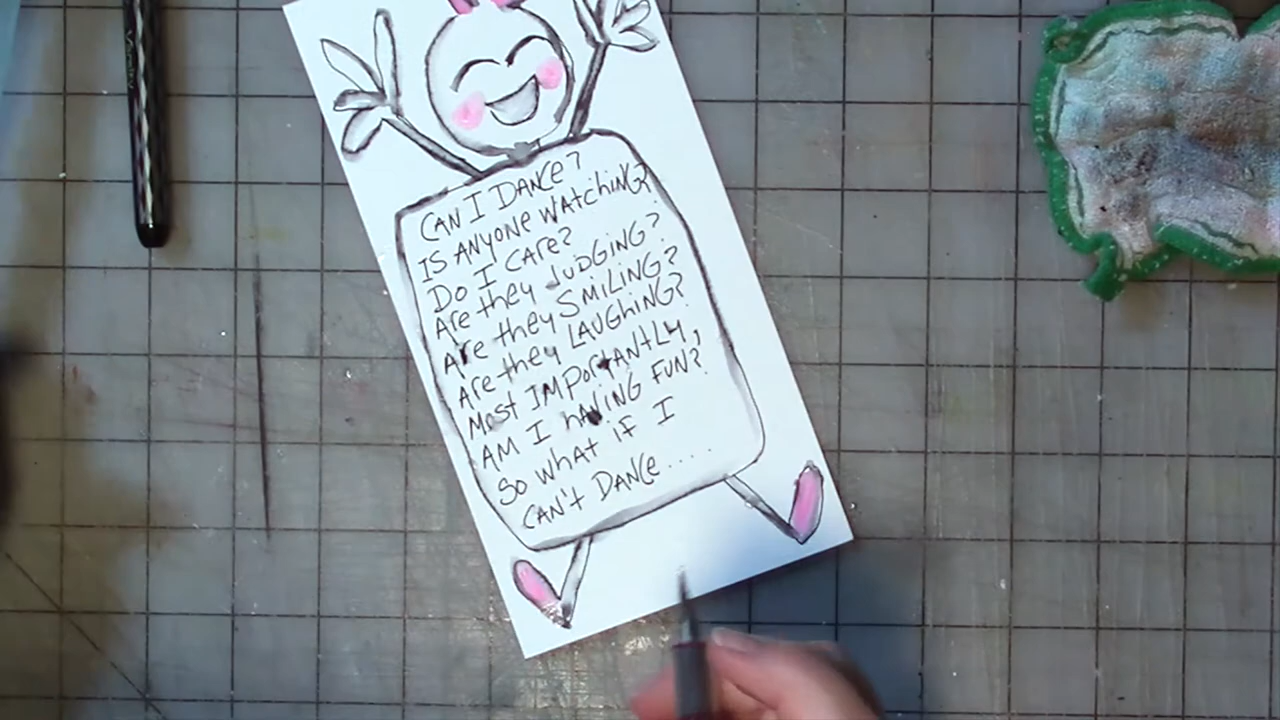 CAN I DANCE?
IS ANYONE WATCHING?
DO I CARE?
Are they JUDGING?
Are they SMILING?
Are they LAUGHING?
MOST IMPORTANTLY,
AM I HAVING FUN?
SO WHAT IF I
CAN'T DANCE.....